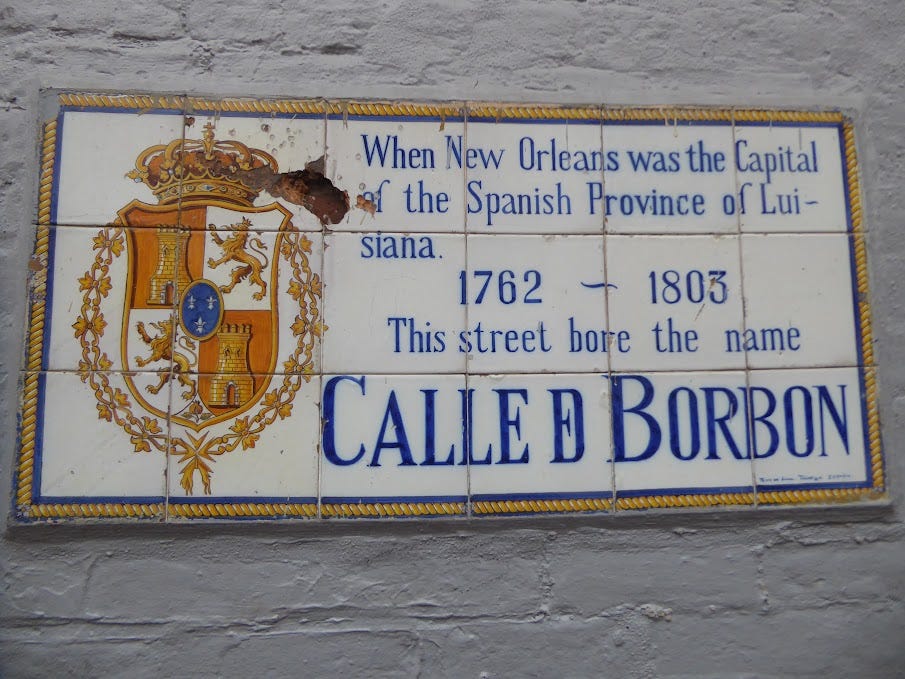 When New Orleans was the Capital
of the Spanish Province of Lui-
siana.
1762 ~ 1803
This street bore the name
CALLE D BORBON